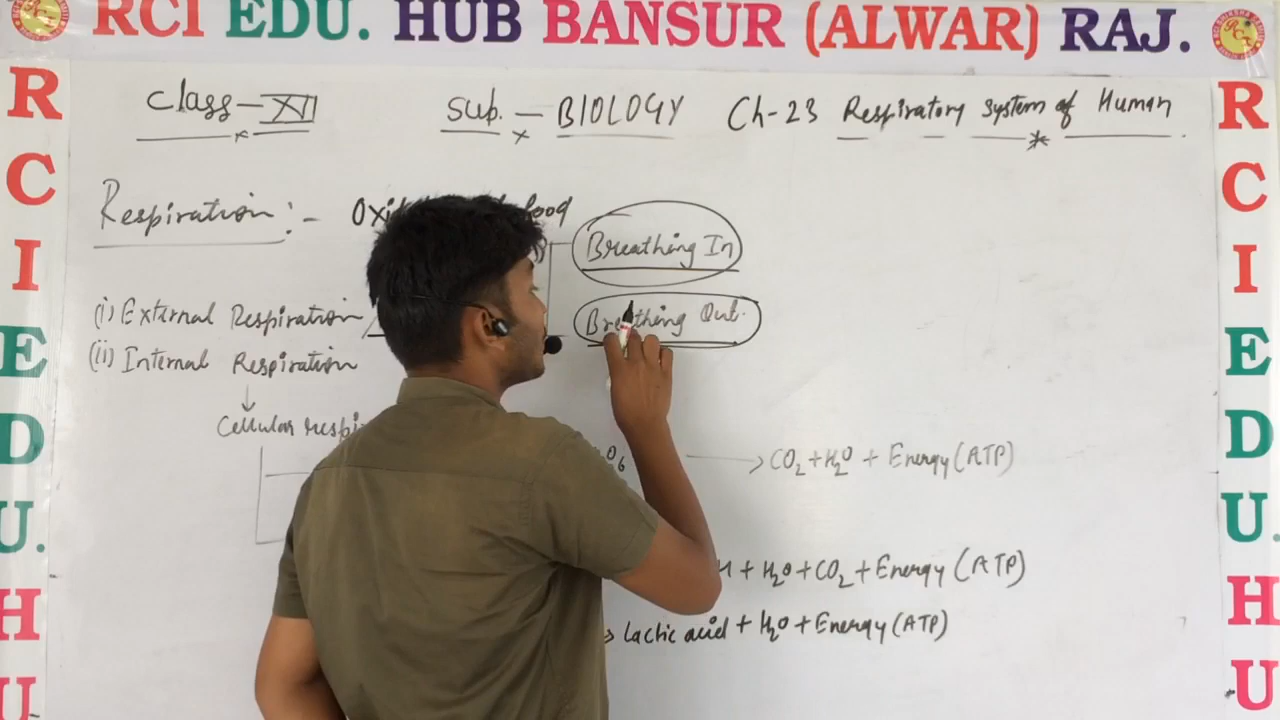 RCI EDU. HUB BANSUR (ALWAR) RAJ.
Class - XII Sub. - BIOLOGY Ch-23 Respiratory System of Human
Respiration :- food
Breathing In
(i) External Respiration
Breathing Out.
(ii) Internal Respiration
Cellular
CO2 + H2O + Energy (ATP)
+ H2O + CO2 + Energy (ATP)
Lactic acid + H2O + Energy (ATP)
R
C
I
E
D
U.
H
U
R
C
I
E
D
U.
H
U